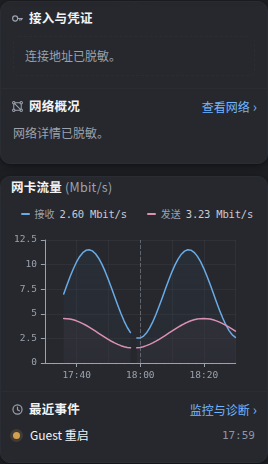 接入与凭证
连接地址已脱敏。
网络概况 查看网络 ›
网络详情已脱敏。
网卡流量 (Mbit/s)
接收 2.60 Mbit/s 发送 3.23 Mbit/s
12.5
10
7.5
5
2.5
0
17:40 18:00 18:20
最近事件 监控与诊断 ›
Guest 重启 17:59